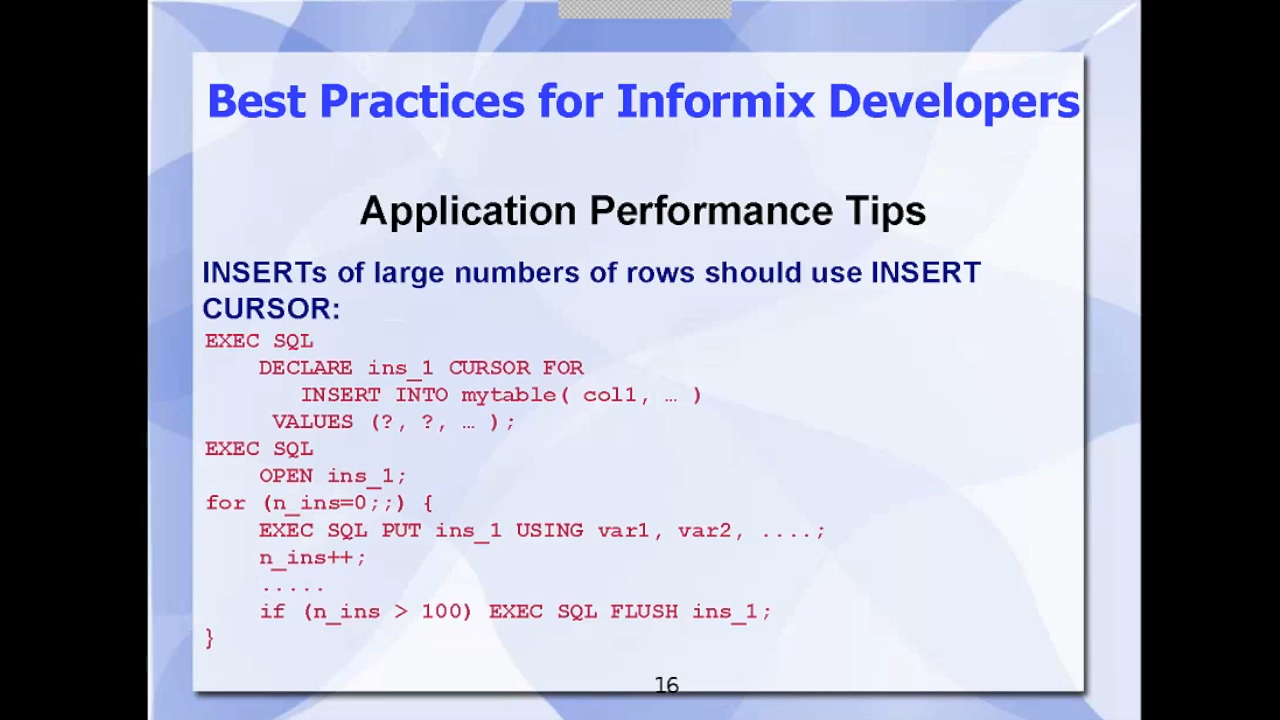 Best Practices for Informix Developers
Application Performance Tips
INSERTs of large numbers of rows should use INSERT
CURSOR:
EXEC SQL
DECLARE ins_1 CURSOR FOR
INSERT INTO mytable( col1, … )
VALUES (?, ?, … );
EXEC SQL
OPEN ins_1;
for (n_ins=0;;) {
EXEC SQL PUT ins_1 USING var1, var2, ....;
n_ins++;
.....
if (n_ins > 100) EXEC SQL FLUSH ins_1;
}
16